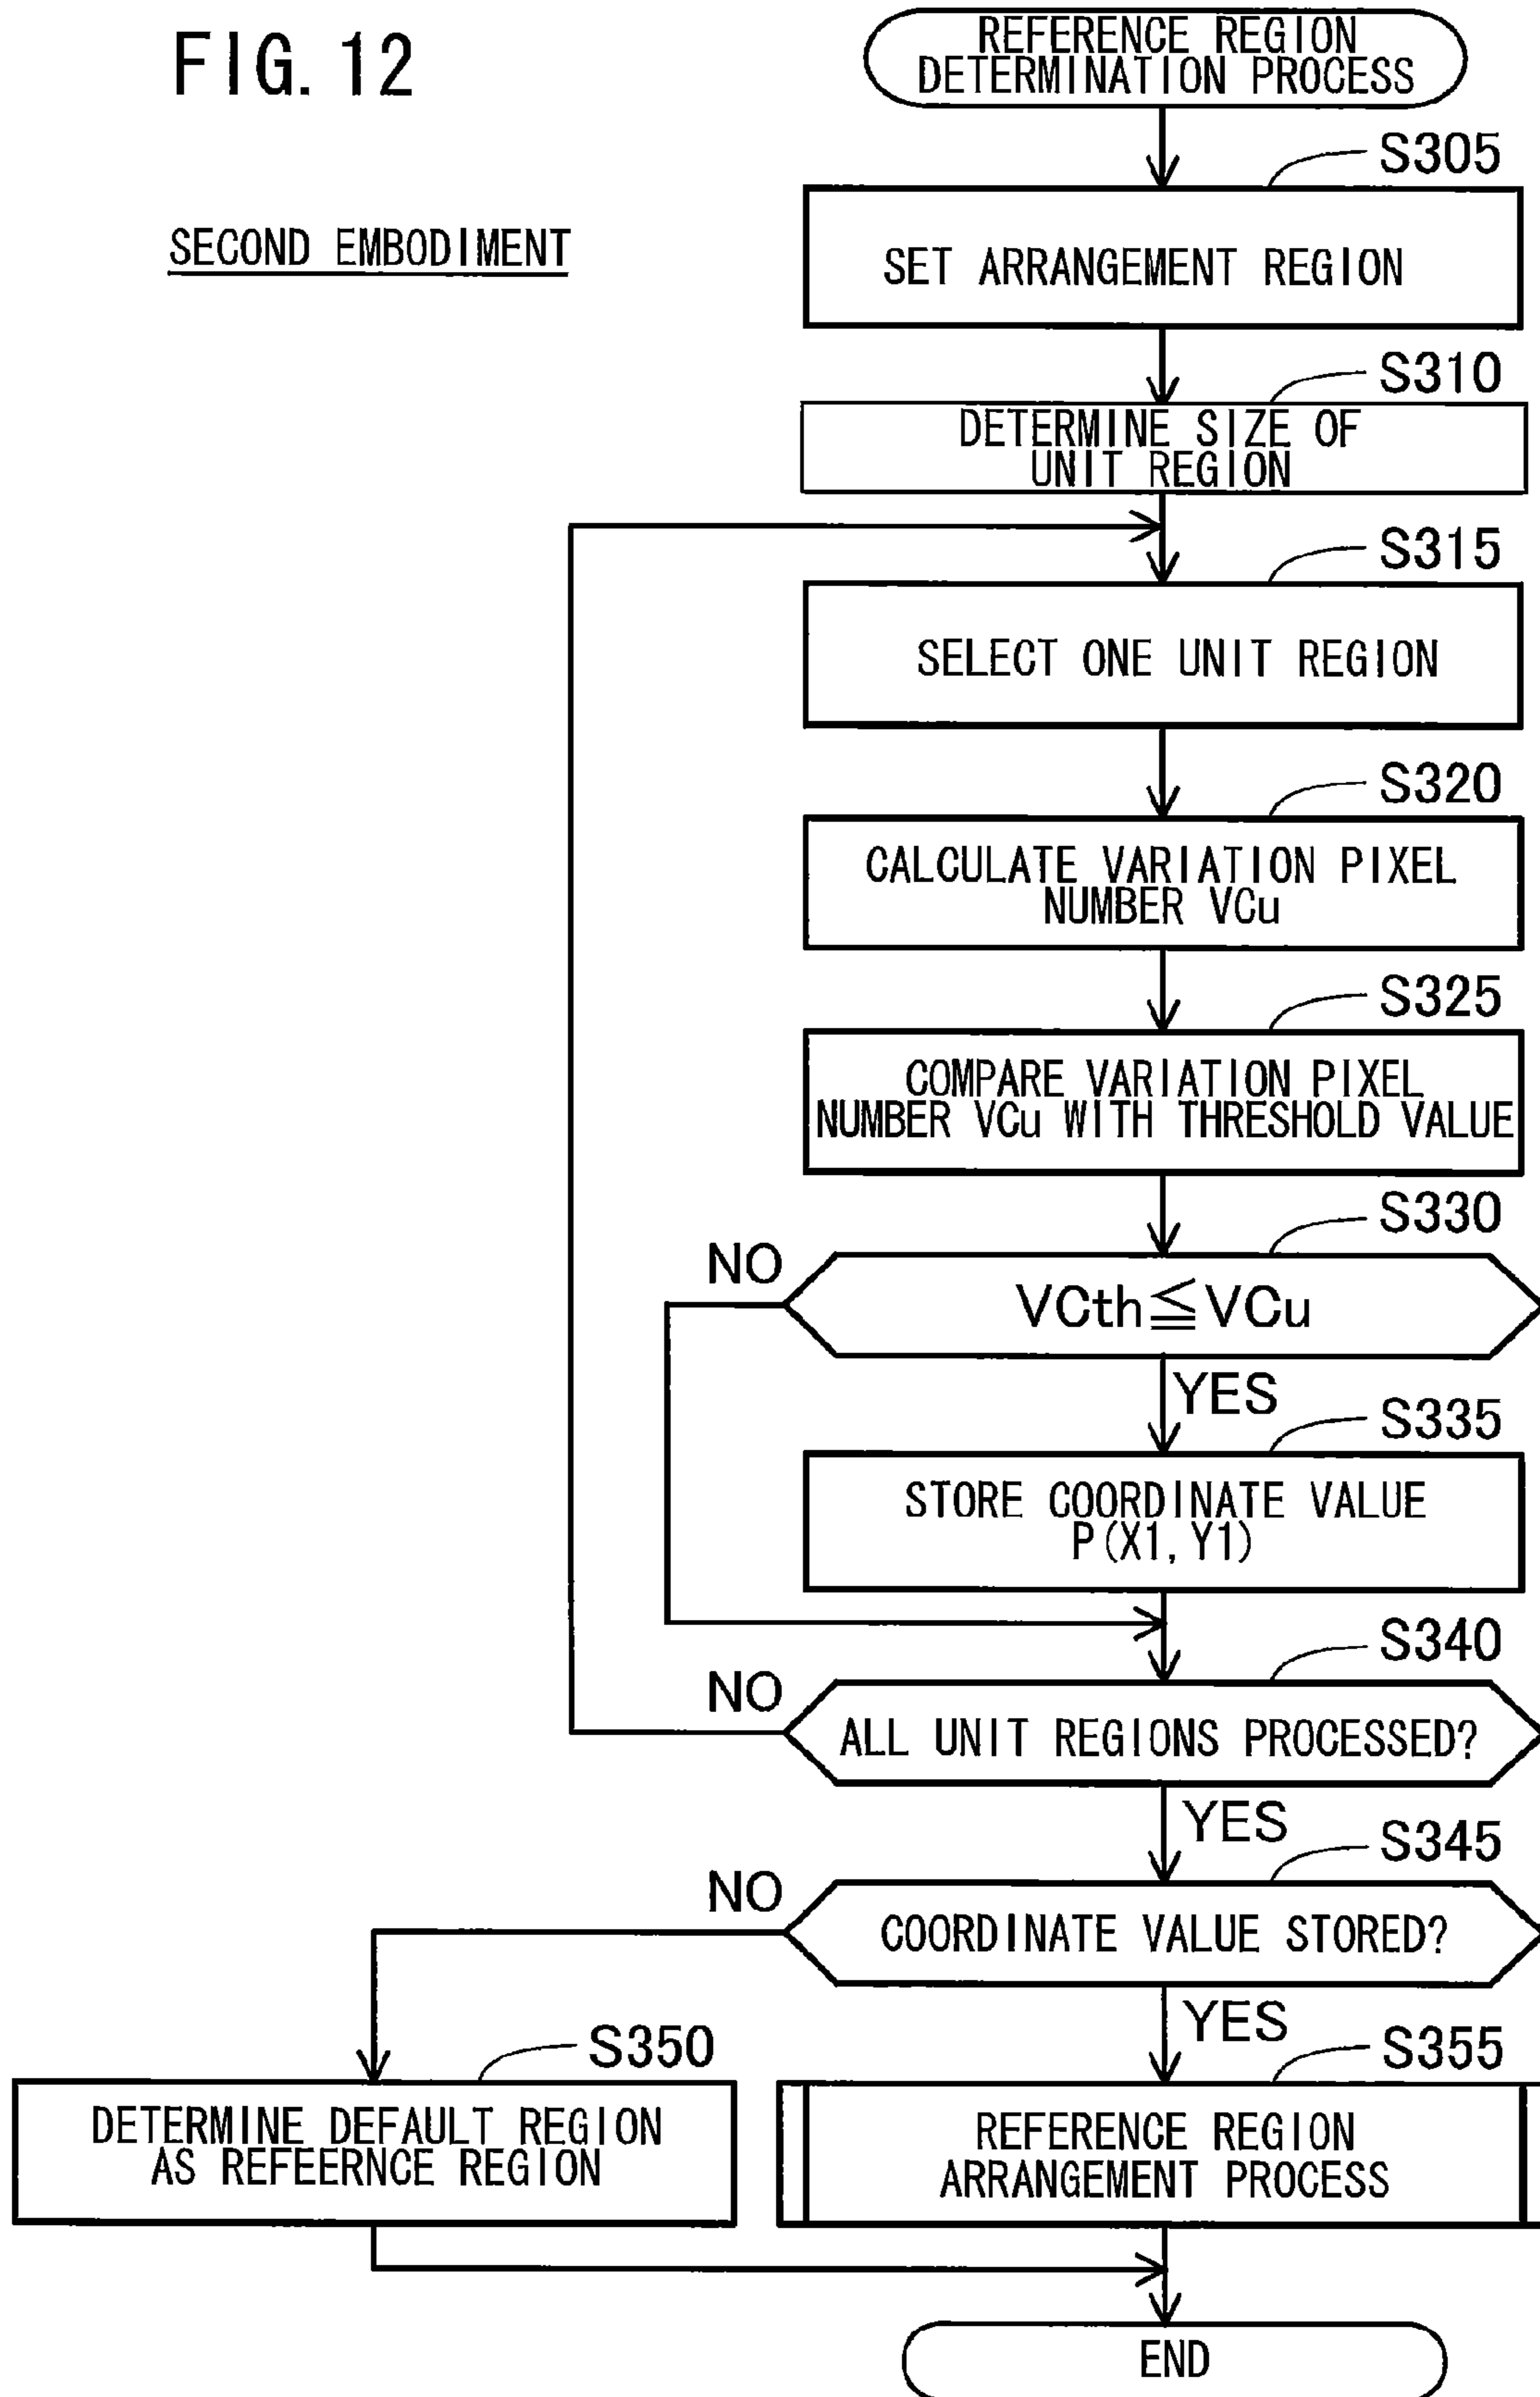 FIG. 12
SECOND EMBODIMENT
REFERENCE REGION
DETERMINATION PROCESS
S305
SET ARRANGEMENT REGION
S310
DETERMINE SIZE OF
UNIT REGION
S315
SELECT ONE UNIT REGION
S320
CALCULATE VARIATION PIXEL
NUMBER VCu
S325
COMPARE VARIATION PIXEL
NUMBER VCu WITH THRESHOLD VALUE
S330
NO
VCth≦VCu
YES
S335
STORE COORDINATE VALUE
P(X1, Y1)
S340
NO
ALL UNIT REGIONS PROCESSED?
YES
S345
NO
COORDINATE VALUE STORED?
YES
S350
DETERMINE DEFAULT REGION
AS REFEERNCE REGION
S355
REFERENCE REGION
ARRANGEMENT PROCESS
END